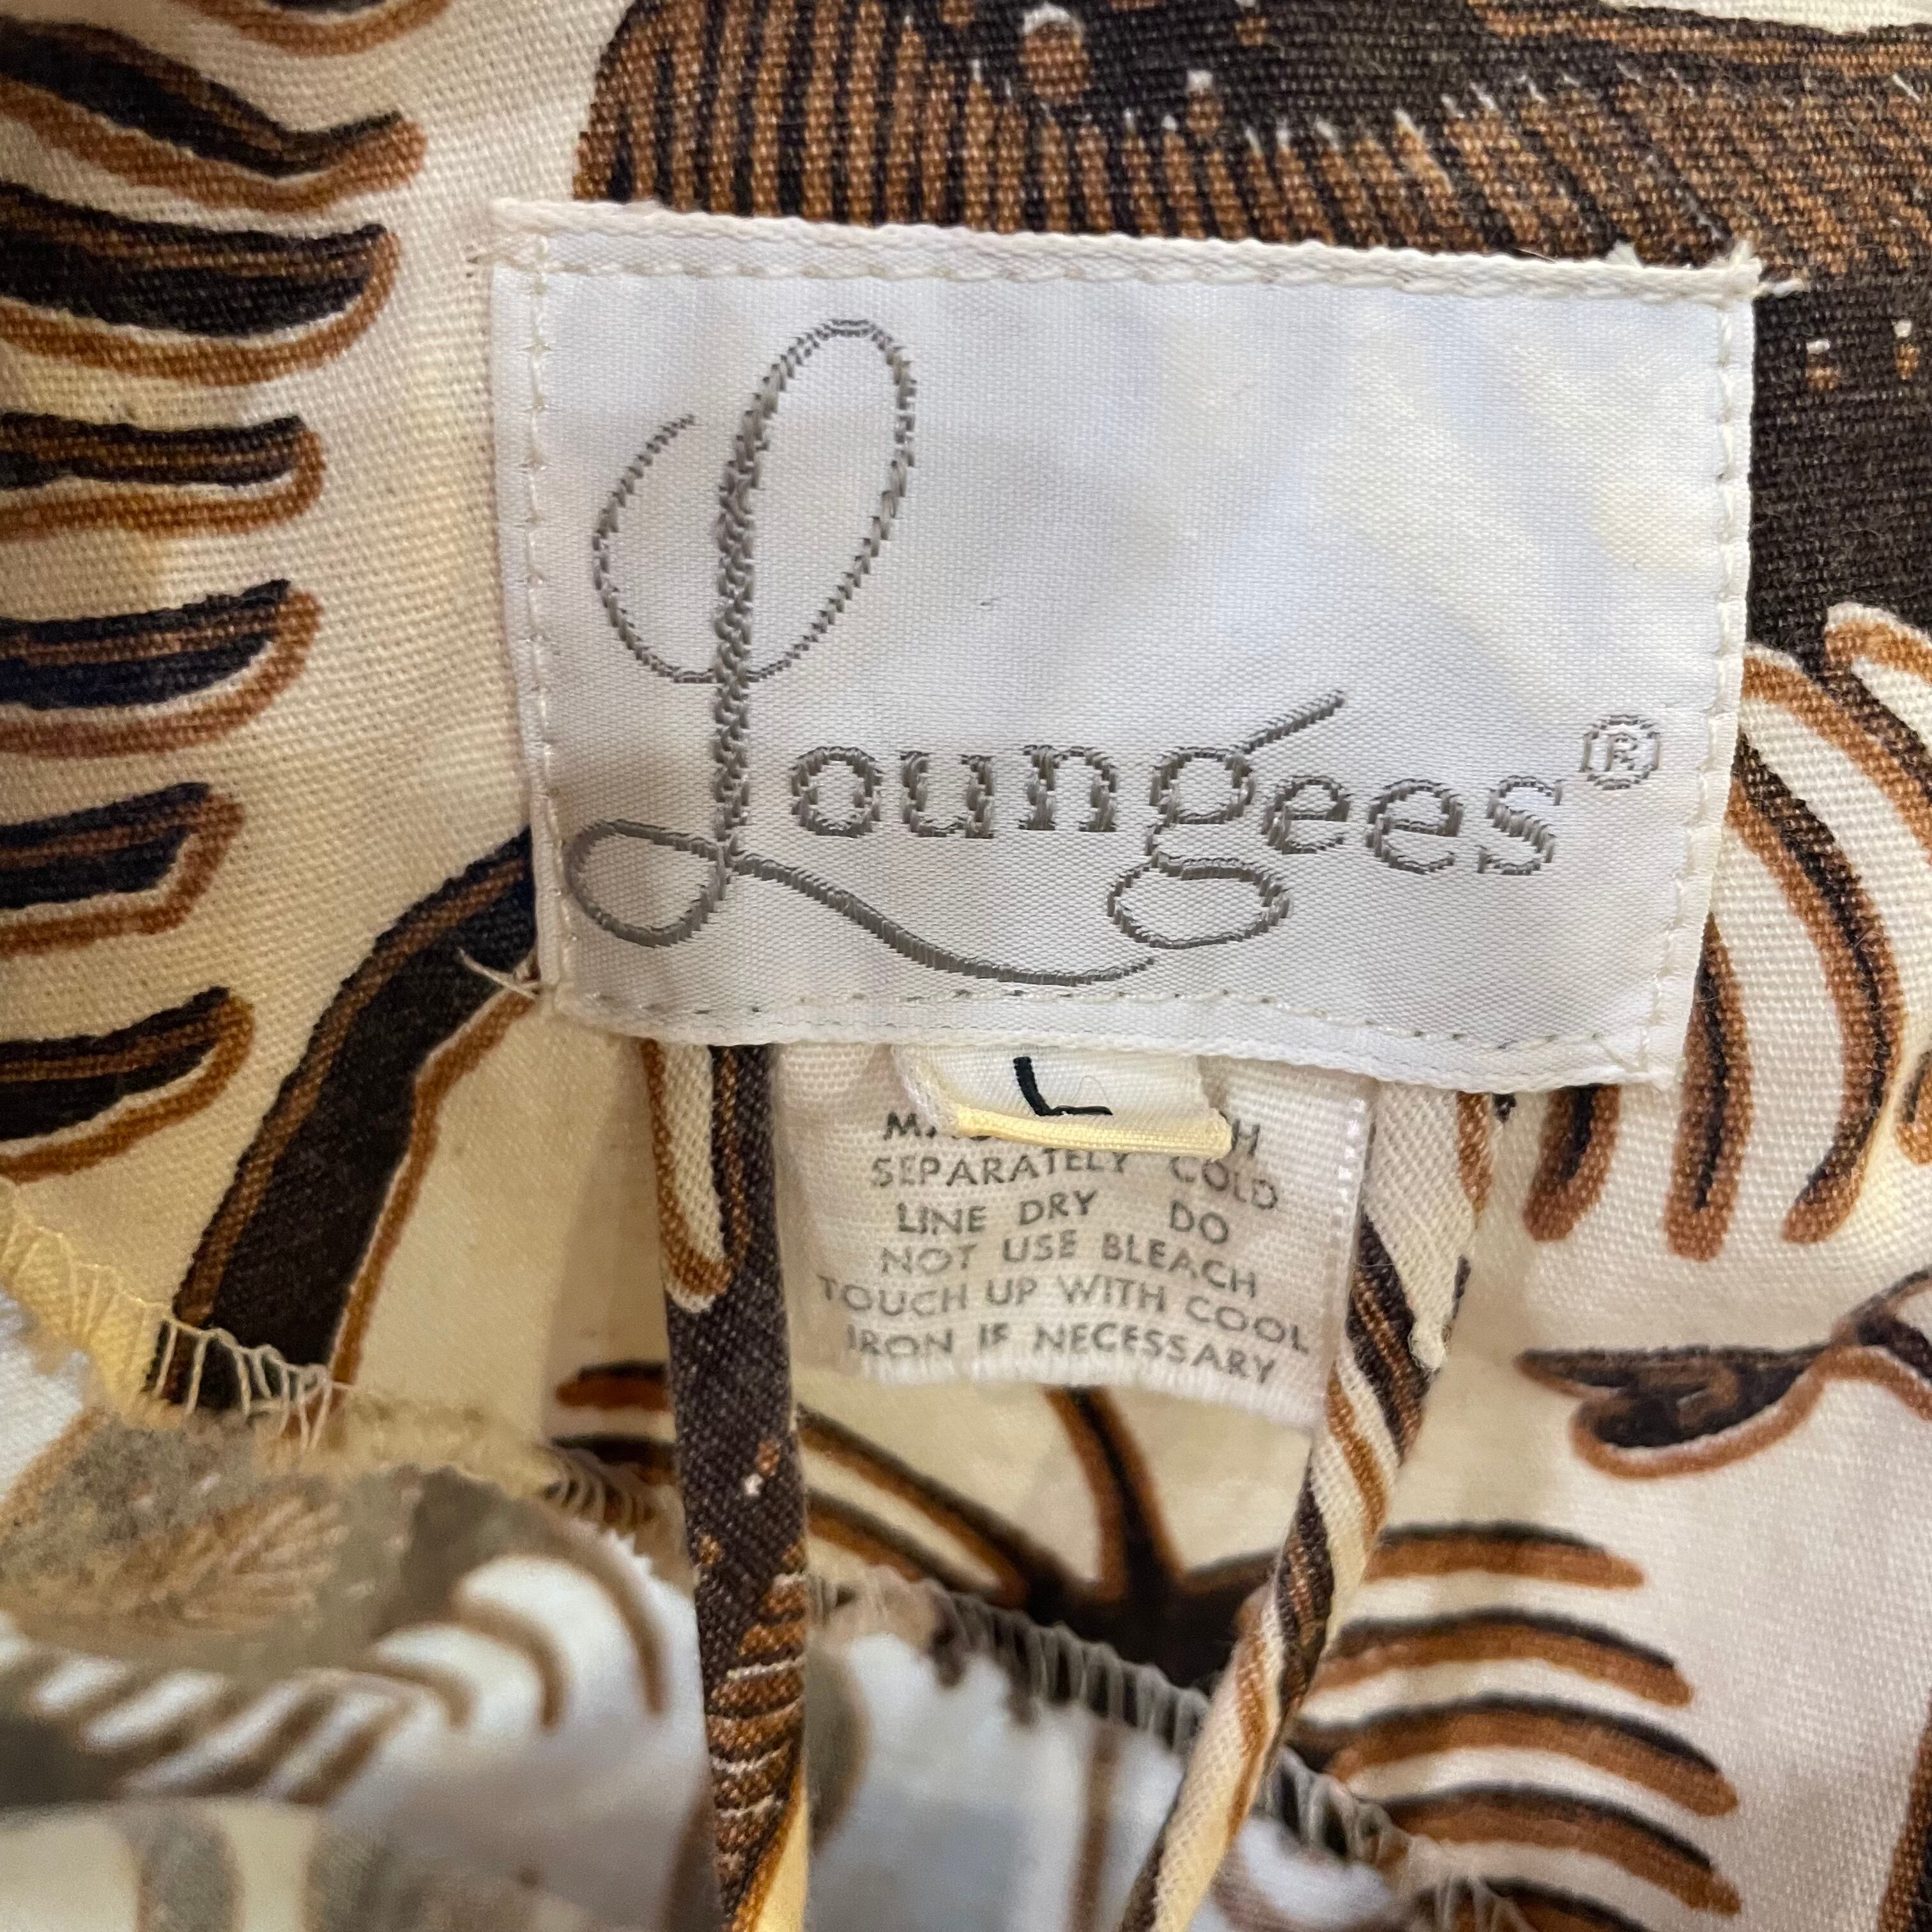 Loungees®
L
SEPARATELY COLD
LINE DRY DO
NOT USE BLEACH
TOUCH UP WITH COOL
IRON IF NECESSARY